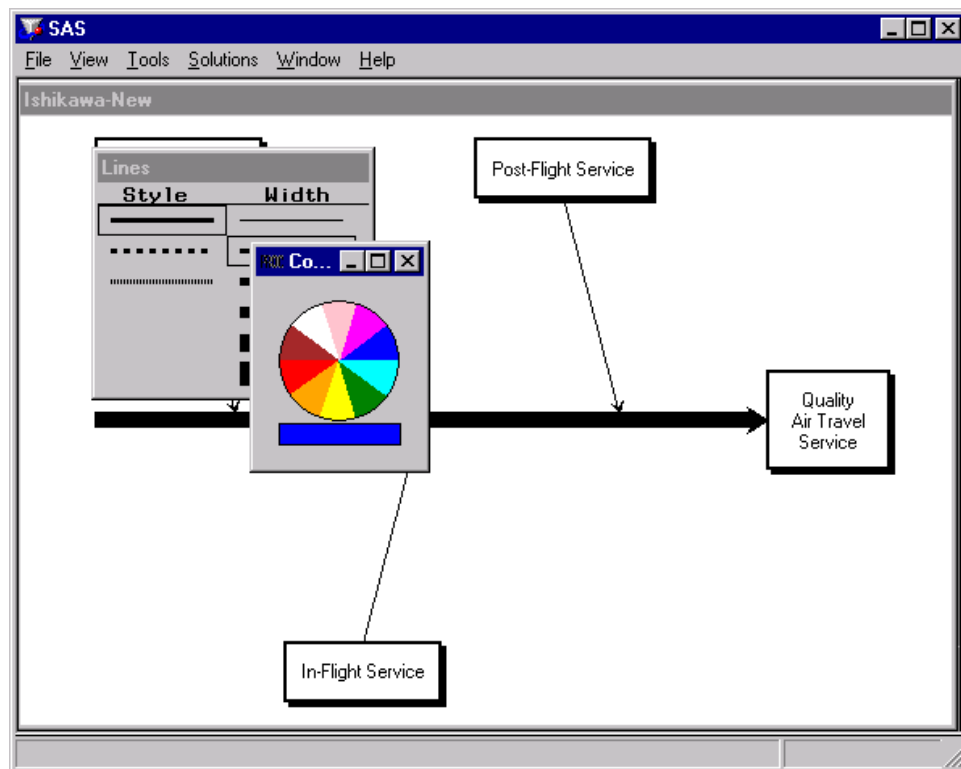 SAS
File View Tools Solutions Window Help
Ishikawa-New
Lines
Style Width
Co...
Post-Flight Service
Quality
Air Travel
Service
In-Flight Service